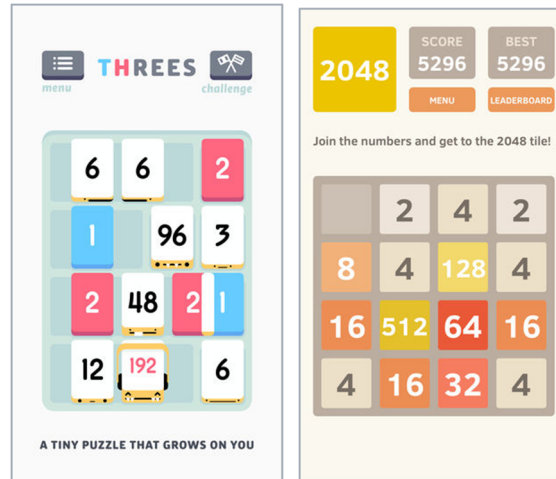 THREES
menu
challenge
6 6 2
1 96 3
2 48 2 1
12 192 6
A TINY PUZZLE THAT GROWS ON YOU
2048
SCORE
5296
BEST
5296
MENU
LEADERBOARD
Join the numbers and get to the 2048 tile!
2 4 2
8 4 128 4
16 512 64 16
4 16 32 4